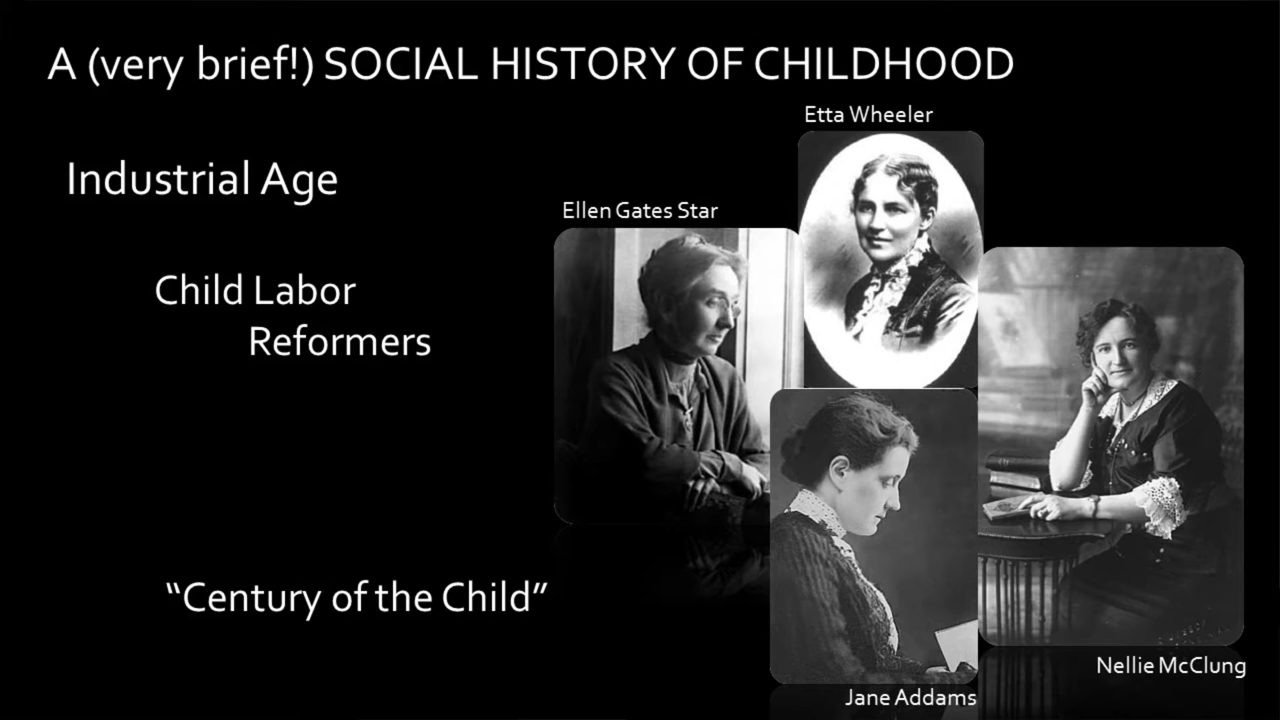 A (very brief!) SOCIAL HISTORY OF CHILDHOOD
Etta Wheeler
Industrial Age
Ellen Gates Star
Child Labor
Reformers
"Century of the Child"
Nellie McClung
Jane Addams